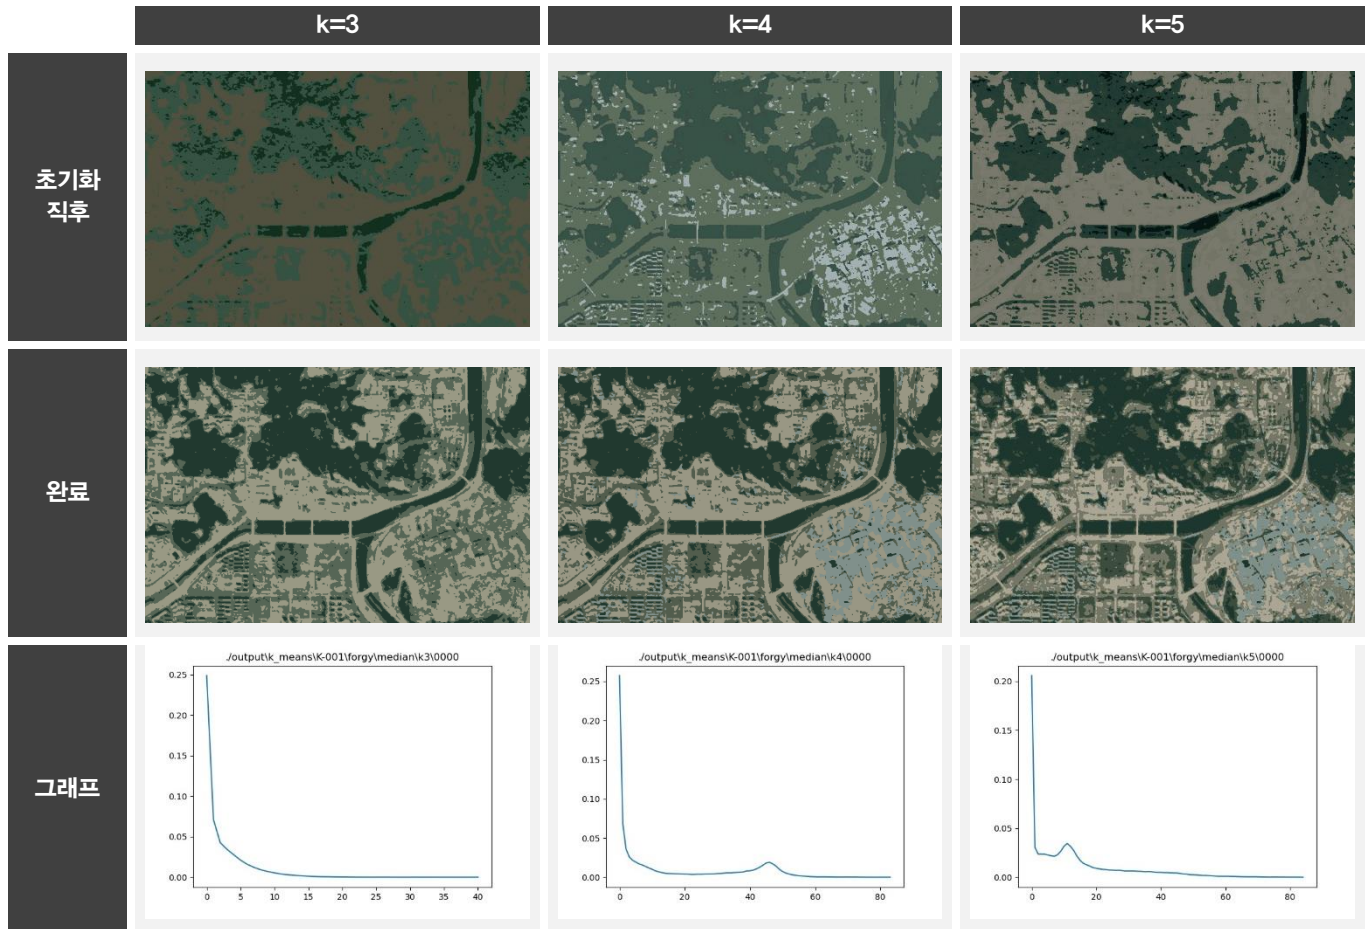 k=3
k=4
k=5
초기화
직후
완료
그래프
./output\k_means\K-001\forgy\median\k3\0000
0.25
0.20
0.15
0.10
0.05
0.00
0 5 10 15 20 25 30 35 40
./output\k_means\K-001\forgy\median\k4\0000
0.25
0.20
0.15
0.10
0.05
0.00
0 20 40 60 80
./output\k_means\K-001\forgy\median\k5\0000
0.20
0.15
0.10
0.05
0.00
0 20 40 60 80